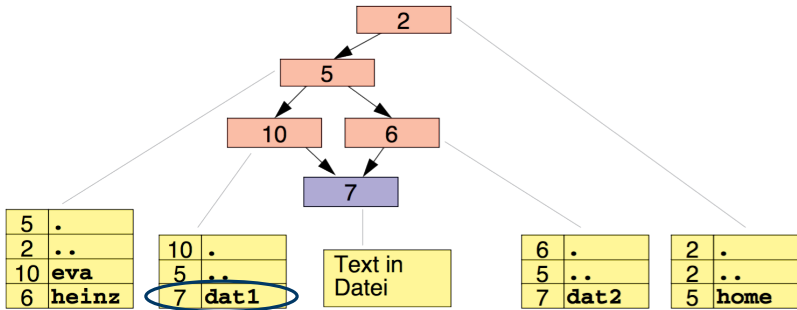 2
5
10 6
7
5 .
2 ..
10 eva
6 heinz
10 .
5 ..
7 dat1
Text in
Datei
6 .
5 ..
7 dat2
2 .
2 ..
5 home